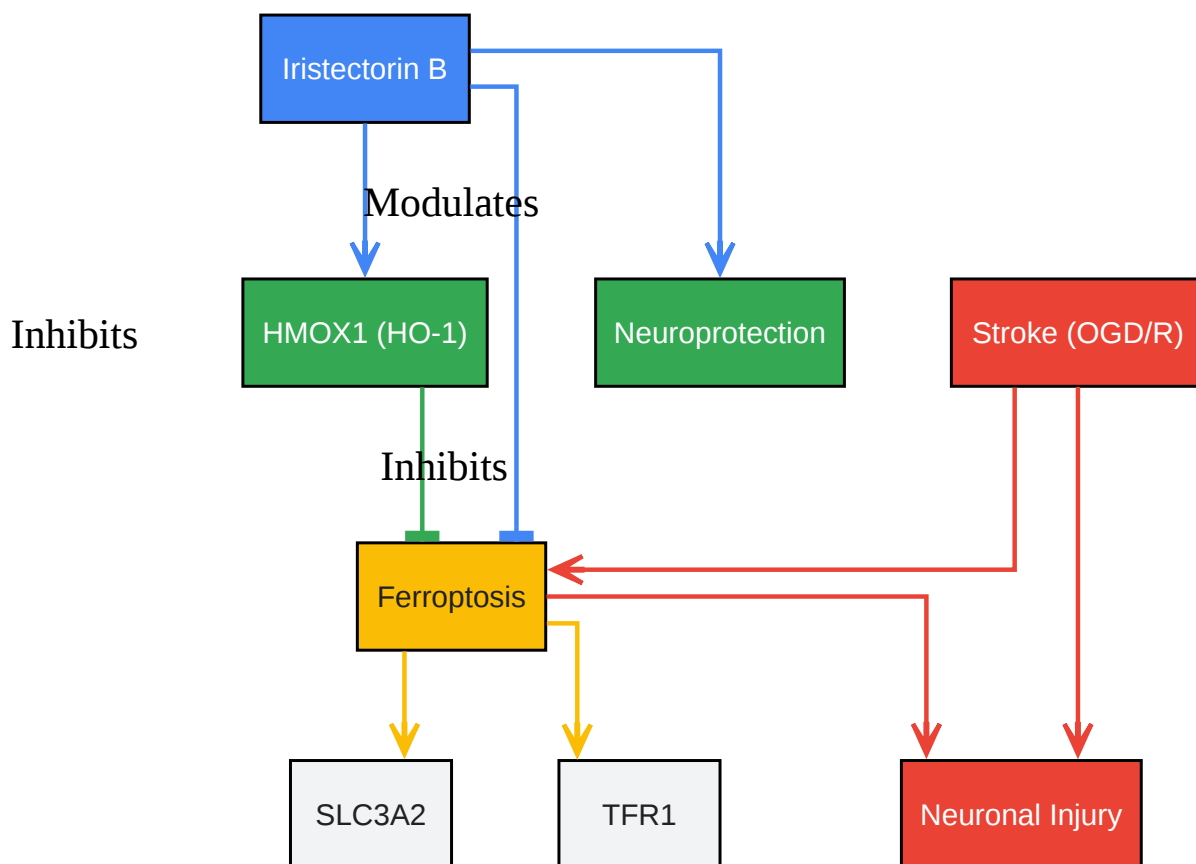 Iristectorin B
Modulates
Inhibits
HMOX1 (HO-1)
Neuroprotection
Stroke (OGD/R)
Inhibits
Ferroptosis
SLC3A2
TFR1
Neuronal Injury